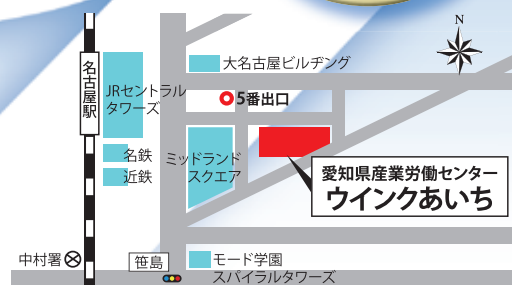 N
大名古屋ビルヂング
名古屋駅
JRセントラル
タワーズ
5番出口
名鉄
近鉄
ミッドランド
スクエア
愛知県産業労働センター
ウインクあいち
中村署
笹島
モード学園
スパイラルタワーズ